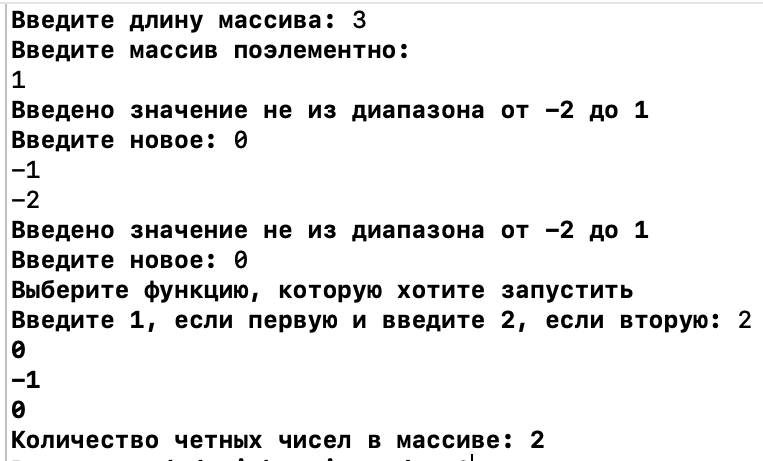 Введите длину массива: 3
Введите массив поэлементно:
1
Введено значение не из диапазона от -2 до 1
Введите новое: 0
-1
-2
Введено значение не из диапазона от -2 до 1
Введите новое: 0
Выберите функцию, которую хотите запустить
Введите 1, если первую и введите 2, если вторую: 2
0
-1
0
Количество четных чисел в массиве: 2